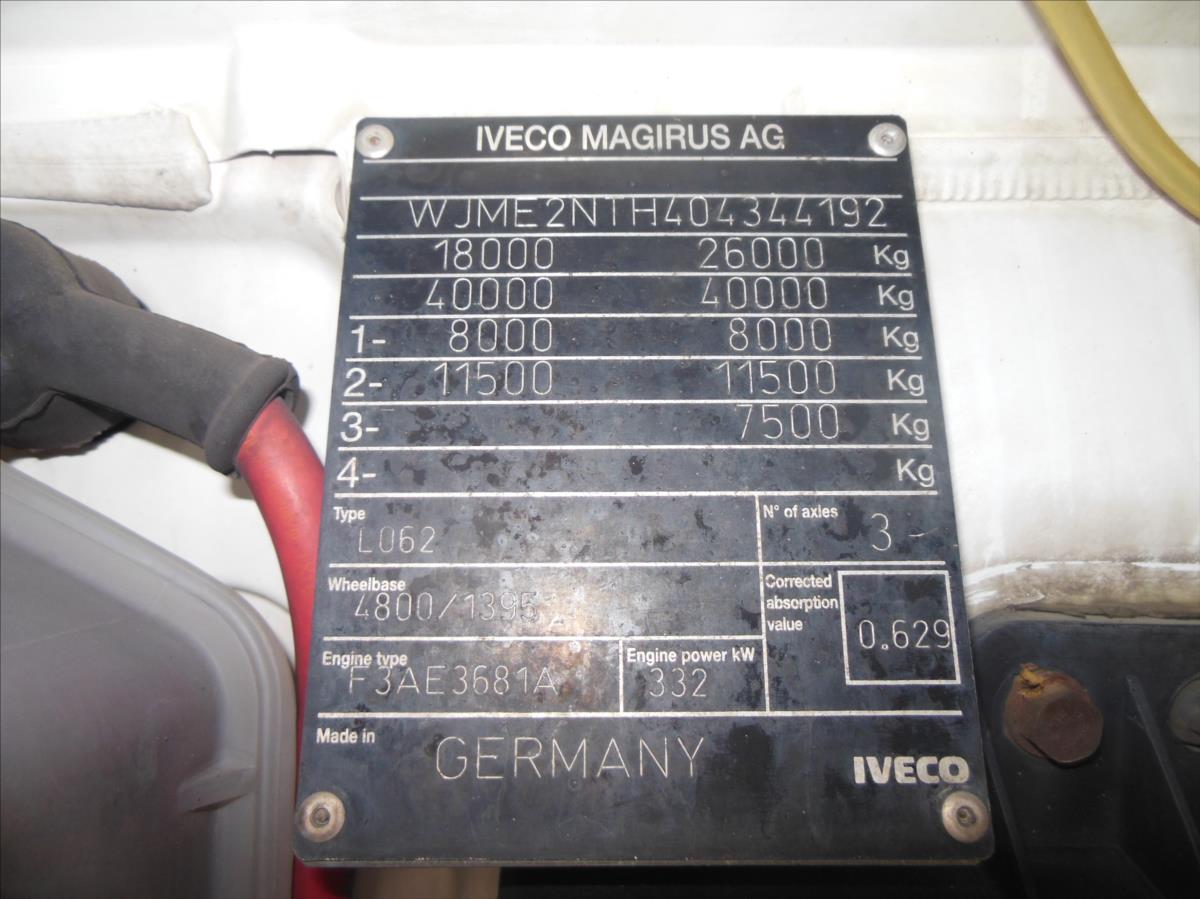 IVECO MAGIRUS AG
WJME2NTH404344192
18000 26000 Kg
40000 40000 Kg
1- 8000 8000 Kg
2- 11500 11500 Kg
3- 7500 Kg
4- Kg
Type N° of axles
L062 3-
Wheelbase Corrected absorption value
4800/1395 0.629
Engine type Engine power kW
F3AE3681A 332
Made in GERMANY IVECO